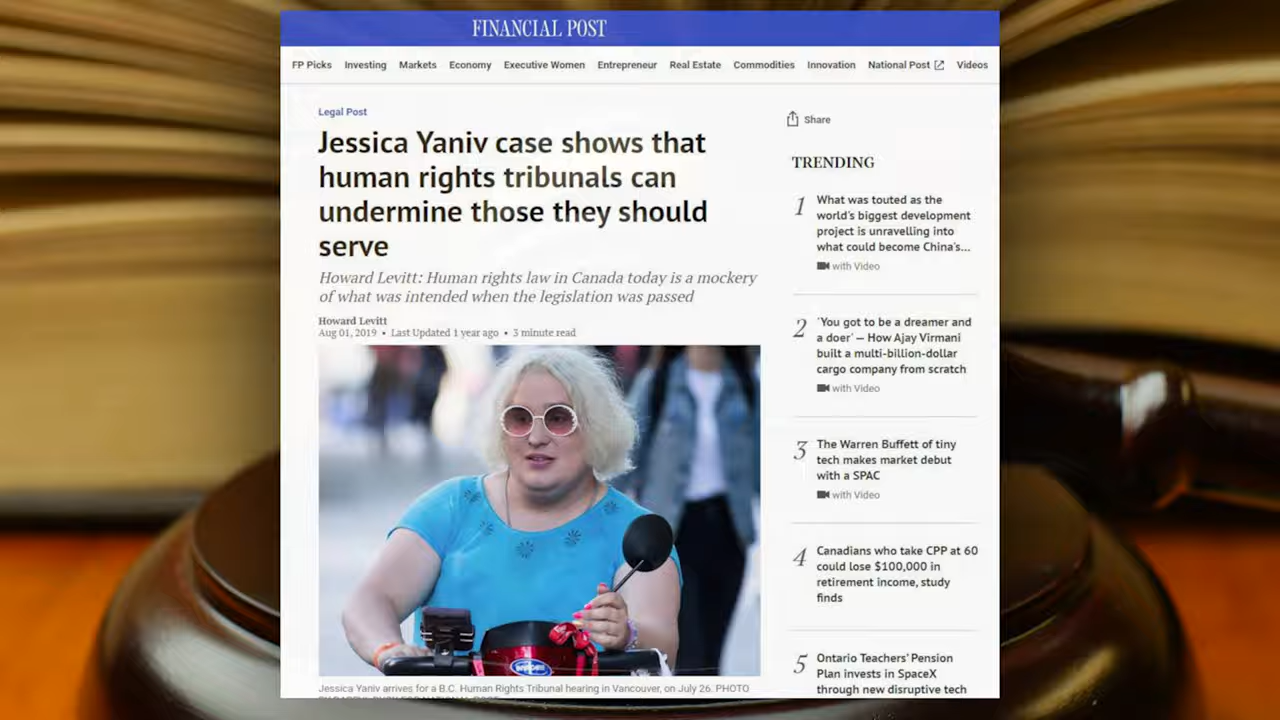 FINANCIAL POST
FP Picks Investing Markets Economy Executive Women Entrepreneur Real Estate Commodities Innovation National Post Videos
Legal Post
Jessica Yaniv case shows that
human rights tribunals can
undermine those they should
serve
Howard Levitt: Human rights law in Canada today is a mockery
of what was intended when the legislation was passed
Howard Levitt
Aug 01, 2019 • Last Updated 1 year ago • 3 minute read
INVACARE
Jessica Yaniv arrives for a B.C. Human Rights Tribunal hearing in Vancouver, on July 26. PHOTO
Share
TRENDING
1
What was touted as the
world's biggest development
project is unravelling into
what could become China's...
with Video
2
'You got to be a dreamer and
a doer' — How Ajay Virmani
built a multi-billion-dollar
cargo company from scratch
with Video
3
The Warren Buffett of tiny
tech makes market debut
with a SPAC
with Video
4
Canadians who take CPP at 60
could lose $100,000 in
retirement income, study
finds
5
Ontario Teachers' Pension
Plan invests in SpaceX
through new disruptive tech